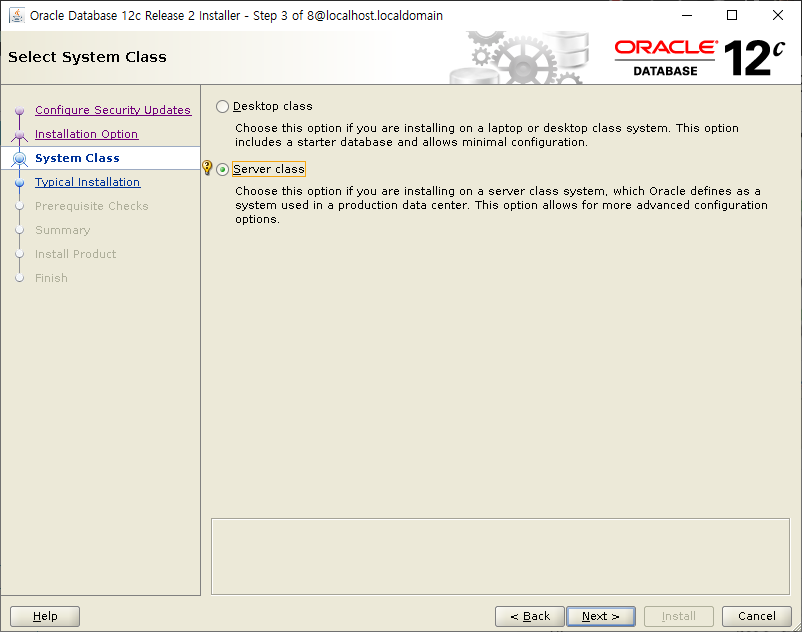 Oracle Database 12c Release 2 Installer - Step 3 of 8@localhost.localdomain
Select System Class
ORACLE
DATABASE
12c
Configure Security Updates
Installation Option
System Class
Typical Installation
Prerequisite Checks
Summary
Install Product
Finish
Desktop class
Choose this option if you are installing on a laptop or desktop class system. This option
includes a starter database and allows minimal configuration.
Server class
Choose this option if you are installing on a server class system, which Oracle defines as a
system used in a production data center. This option allows for more advanced configuration
options.
Help
< Back
Next >
Install
Cancel